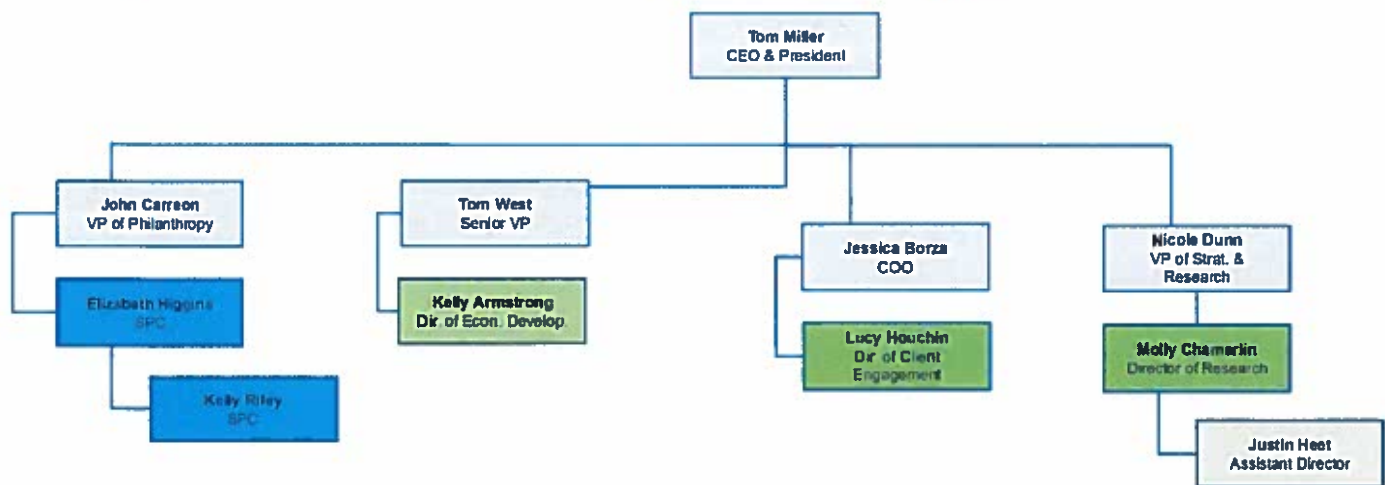 Tom Miller
CEO & President
John Carrson
VP of Philanthropy
Tom West
Senior VP
Jessica Borza
COO
Nicole Dunn
VP of Strat. &
Research
Elizabeth Higgins
SPC
Kelly Armstrong
Dir. of Econ. Develop.
Lucy Houchin
Dir. of Client
Engagement
Molly Chamerlin
Director of Research
Kelly Riley
SPC
Justin Heet
Assistant Director